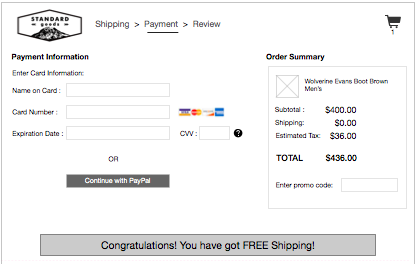 STANDARD
goods
Shipping > Payment > Review
1
Payment Information
Enter Card Information:
Name on Card :
Card Number :
Expiration Date :
CVV :
?
OR
Continue with PayPal
Order Summary
Wolverine Evans Boot Brown
Men's
Subtotal : $400.00
Shipping: $0.00
Estimated Tax: $36.00
TOTAL $436.00
Enter promo code:
Congratulations! You have got FREE Shipping!